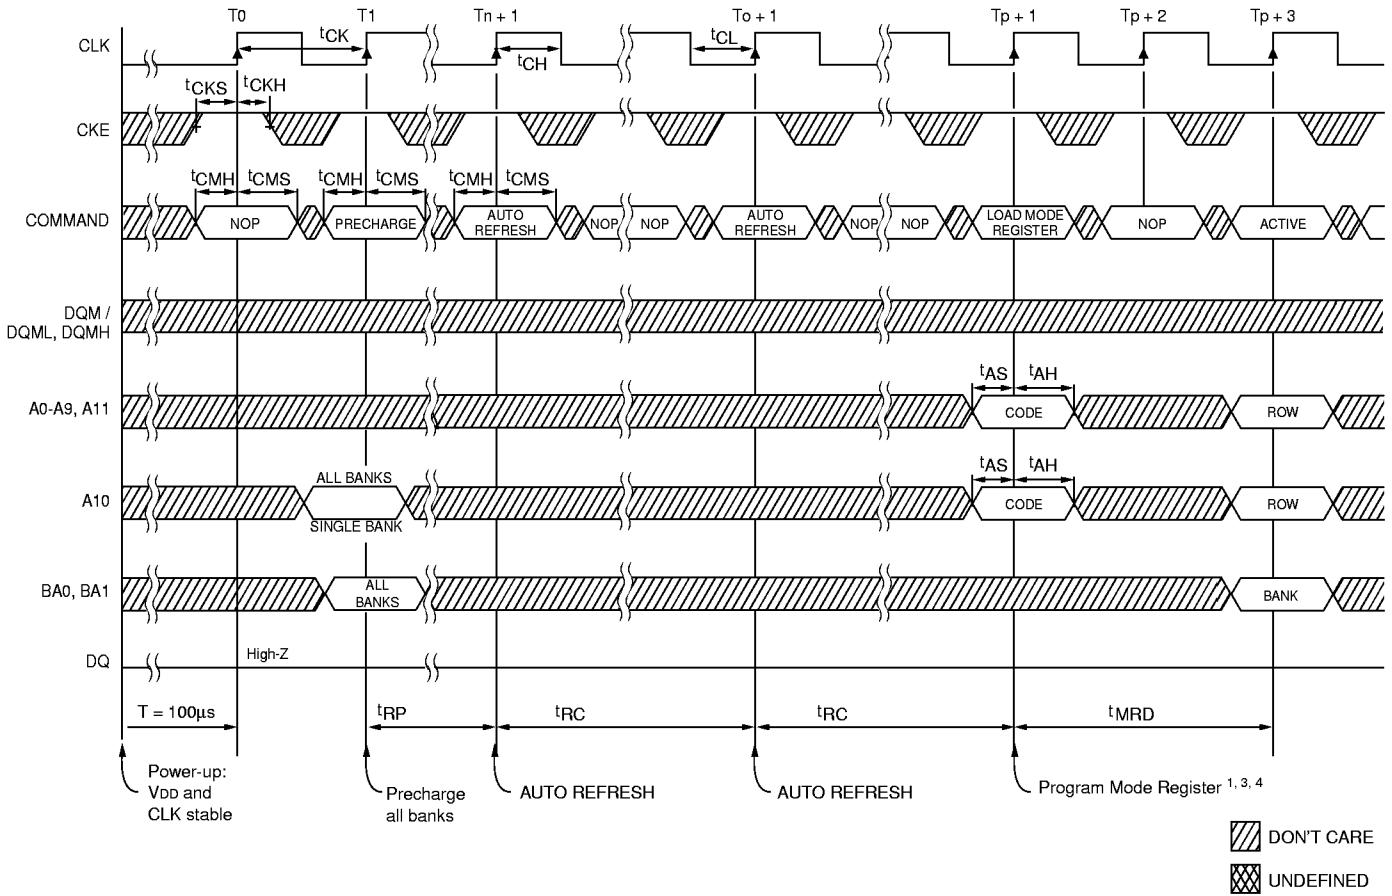 T0 T1 Tn + 1 To + 1 Tp + 1 Tp + 2 Tp + 3
CLK tCK tCH tCL
tCKS tCKH
CKE
tCMH tCMS tCMH tCMS tCMH tCMS
COMMAND NOP PRECHARGE AUTO REFRESH NOP NOP AUTO REFRESH NOP NOP LOAD MODE REGISTER NOP ACTIVE
DQM /
DQML, DQMH
tAS tAH
A0-A9, A11 CODE ROW
ALL BANKS tAS tAH
A10 CODE ROW
SINGLE BANK
BA0, BA1 ALL BANKS BANK
DQ High-Z
T = 100µs tRP tRC tRC tMRD
Power-up:
VDD and
CLK stable
Precharge
all banks
AUTO REFRESH
AUTO REFRESH
Program Mode Register 1, 3, 4
DON'T CARE
UNDEFINED